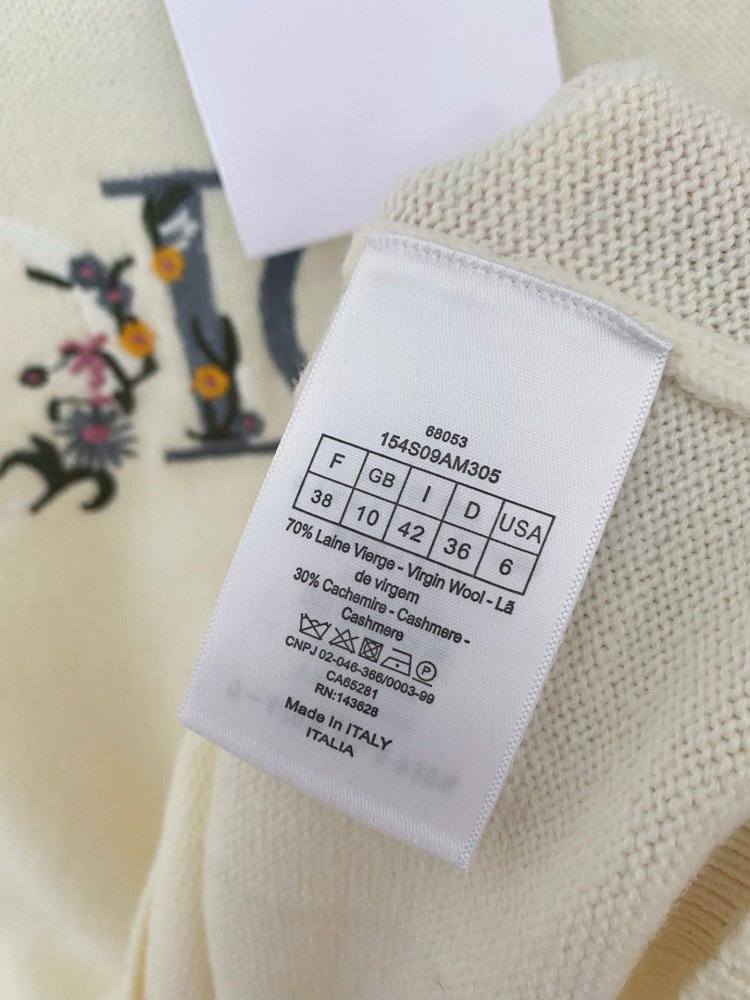 68053
154S09AM305
F GB I D USA
38 10 42 36 6
70% Laine Vierge - Virgin Wool - Lã
de virgem
30% Cachemire - Cashmere -
Cashmere
CNPJ 02-046-366/0003-99
CA65281
RN:143628
Made In ITALY
ITALIA